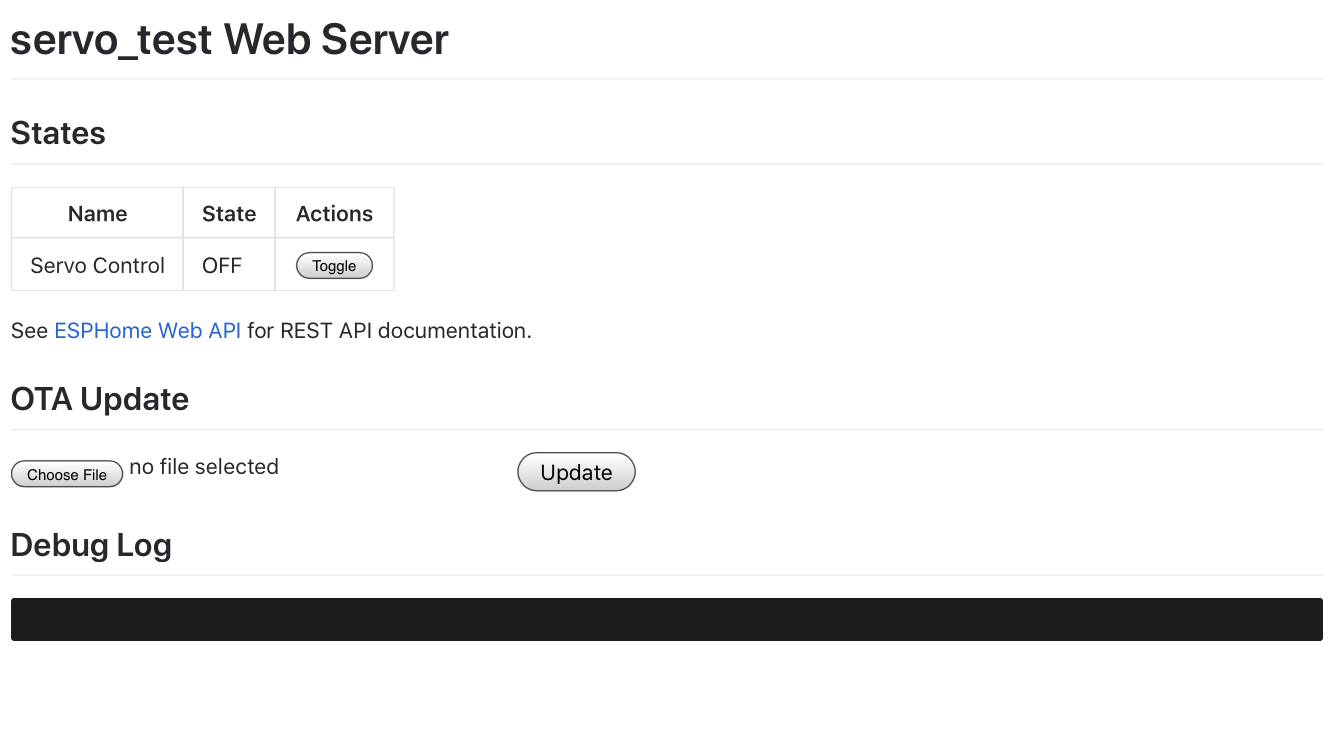 servo_test Web Server
States
Name State Actions
Servo Control OFF Toggle
See ESPHome Web API for REST API documentation.
OTA Update
Choose File no file selected Update
Debug Log